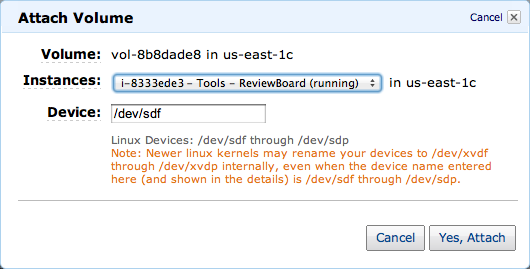 Attach Volume
Cancel X
Volume: vol-8b8dade8 in us-east-1c
Instances: i-8333ede3 – Tools – ReviewBoard (running) in us-east-1c
Device: /dev/sdf
Linux Devices: /dev/sdf through /dev/sdp
Note: Newer linux kernels may rename your devices to /dev/xvdf
through /dev/xvdp internally, even when the device name entered
here (and shown in the details) is /dev/sdf through /dev/sdp.
Cancel
Yes, Attach